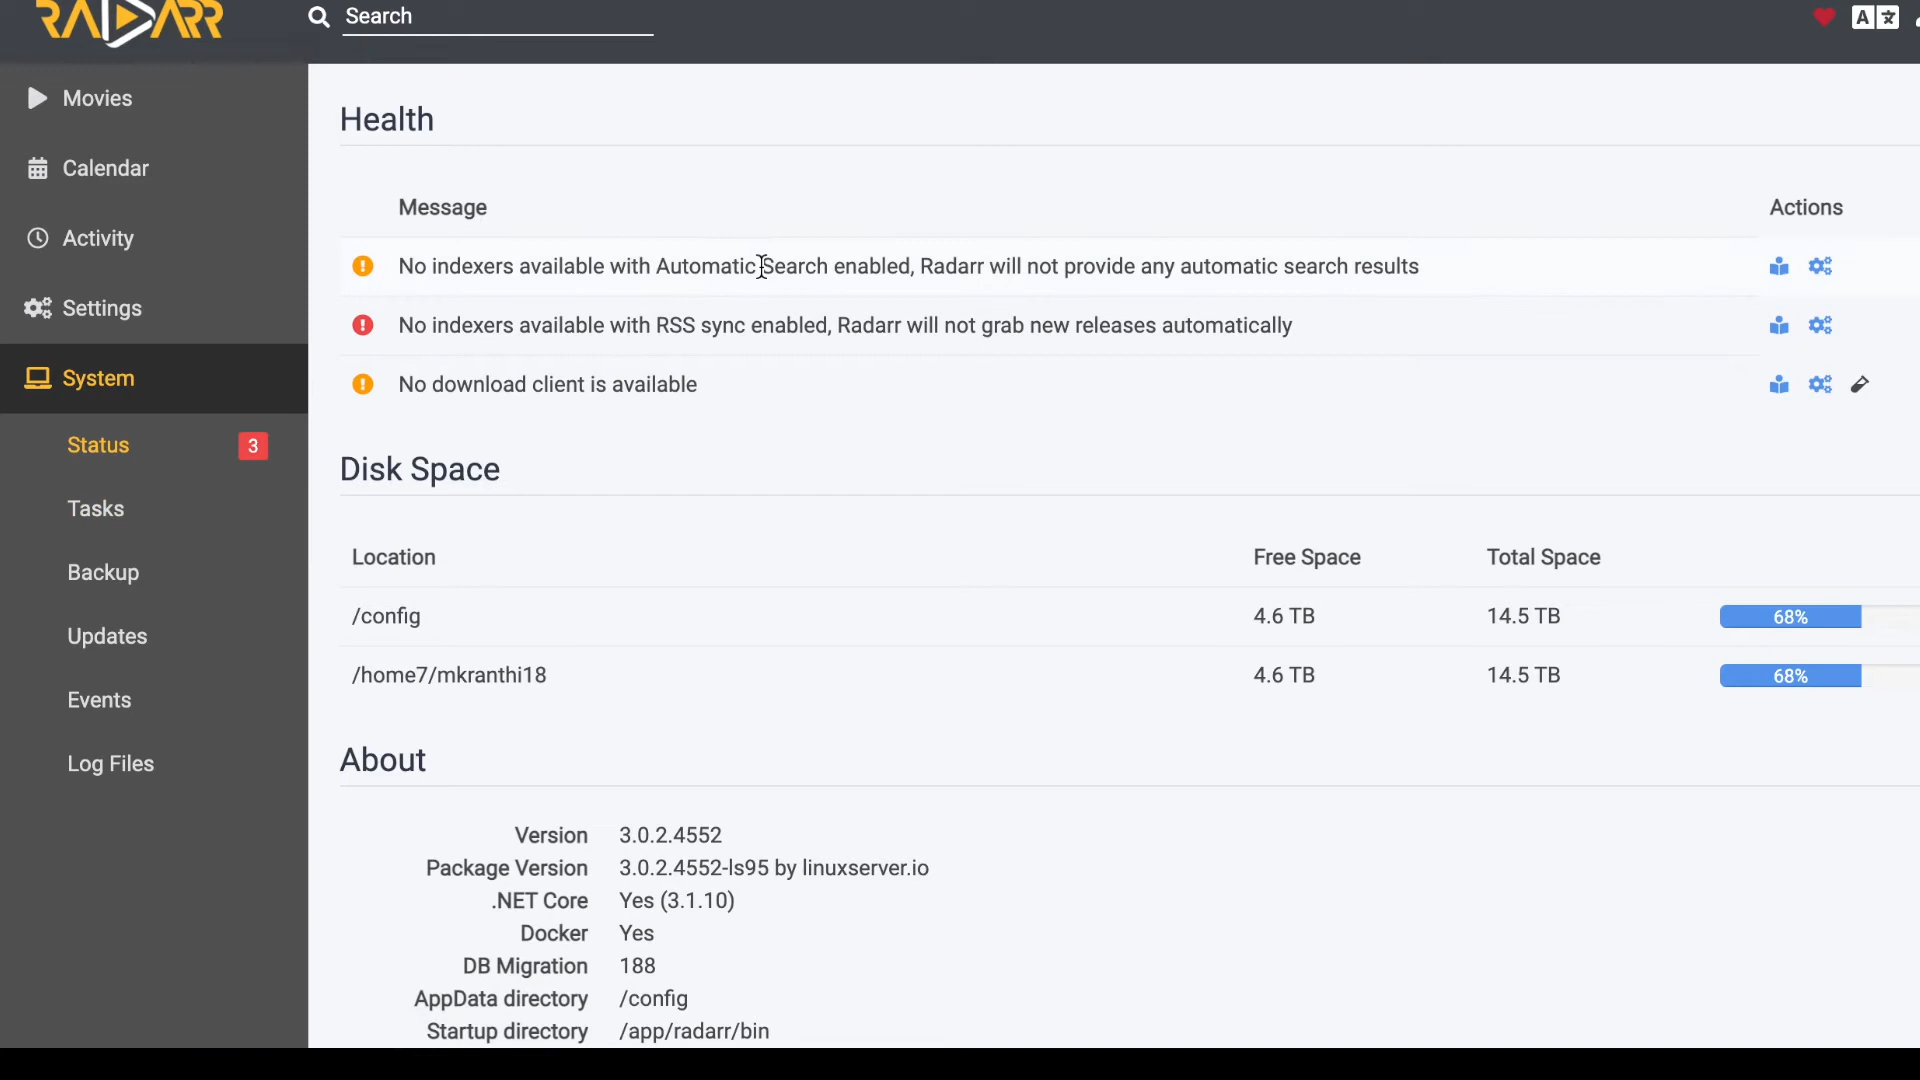 RADARR
Search
Movies
Calendar
Activity
Settings
System
Status 3
Tasks
Backup
Updates
Events
Log Files
Health
Message Actions
No indexers available with Automatic Search enabled, Radarr will not provide any automatic search results
No indexers available with RSS sync enabled, Radarr will not grab new releases automatically
No download client is available
Disk Space
Location Free Space Total Space
/config 4.6 TB 14.5 TB 68%
/home7/mkranthi18 4.6 TB 14.5 TB 68%
About
Version 3.0.2.4552
Package Version 3.0.2.4552-ls95 by linuxserver.io
.NET Core Yes (3.1.10)
Docker Yes
DB Migration 188
AppData directory /config
Startup directory /app/radarr/bin